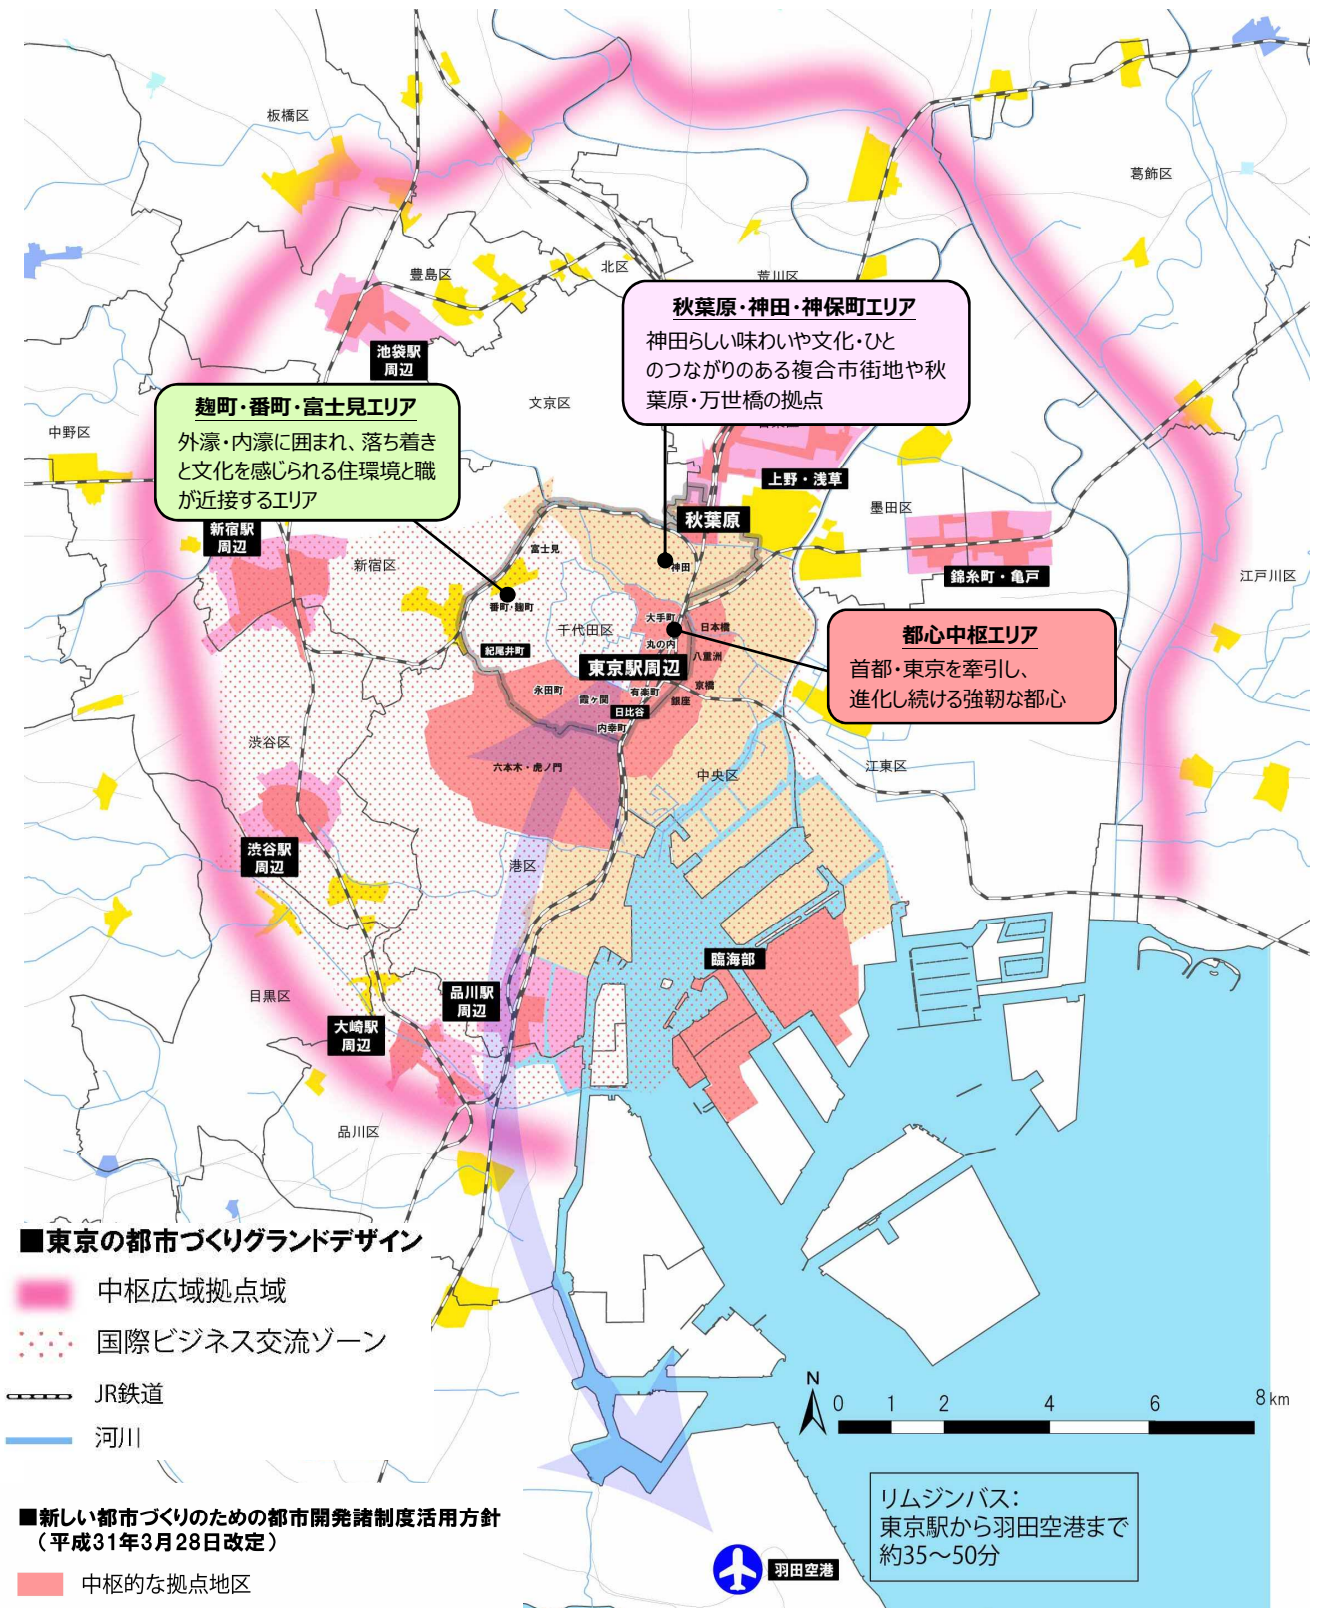 板橋区
葛飾区
豊島区
北区
荒川区
池袋駅
周辺
秋葉原・神田・神保町エリア
神田らしい味わいや文化・ひと
のつながりのある複合市街地や秋
葉原・万世橋の拠点
文京区
中野区
麹町・番町・富士見エリア
外濠・内濠に囲まれ、落ち着き
と文化を感じられる住環境と職
が近接するエリア
上野・浅草
墨田区
秋葉原
新宿駅
周辺
新宿区
富士見
神田
錦糸町・亀戸
江戸川区
番町・麹町
千代田区
大手町
日本橋
丸の内
八重洲
紀尾井町
東京駅周辺
都心中枢エリア
首都・東京を牽引し、
進化し続ける強靭な都心
永田町
霞ヶ関
有楽町
京橋
銀座
日比谷
内幸町
渋谷区
六本木・虎ノ門
中央区
江東区
渋谷駅
周辺
港区
臨海部
目黒区
品川駅
周辺
大崎駅
周辺
品川区
■東京の都市づくりグランドデザイン
中枢広域拠点域
国際ビジネス交流ゾーン
JR鉄道
河川
N
0 1 2 4 6 8km
リムジンバス：
東京駅から羽田空港まで
約35～50分
■新しい都市づくりのための都市開発諸制度活用方針
（平成31年3月28日改定）
中枢的な拠点地区
羽田空港